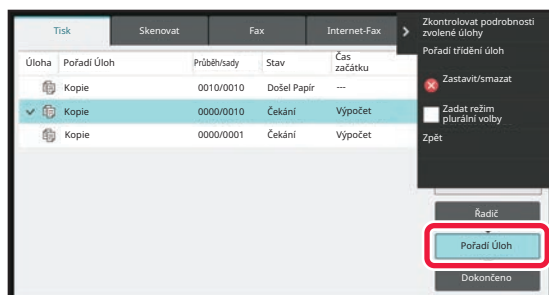 Tisk Skenovat Fax Internet-Fax
Úloha Pořadí Úloh Průběh/sady Stav Čas začátku
Kopie 0010/0010 Došel Papír ---
Kopie 0000/0010 Čekání Výpočet
Kopie 0000/0001 Čekání Výpočet
Zkontrolovat podrobnosti
zvolené úlohy
Pořadí třídění úloh
Zastavit/smazat
Zadat režim
plurální volby
Zpět
Řadič
Pořadí Úloh
Dokončeno